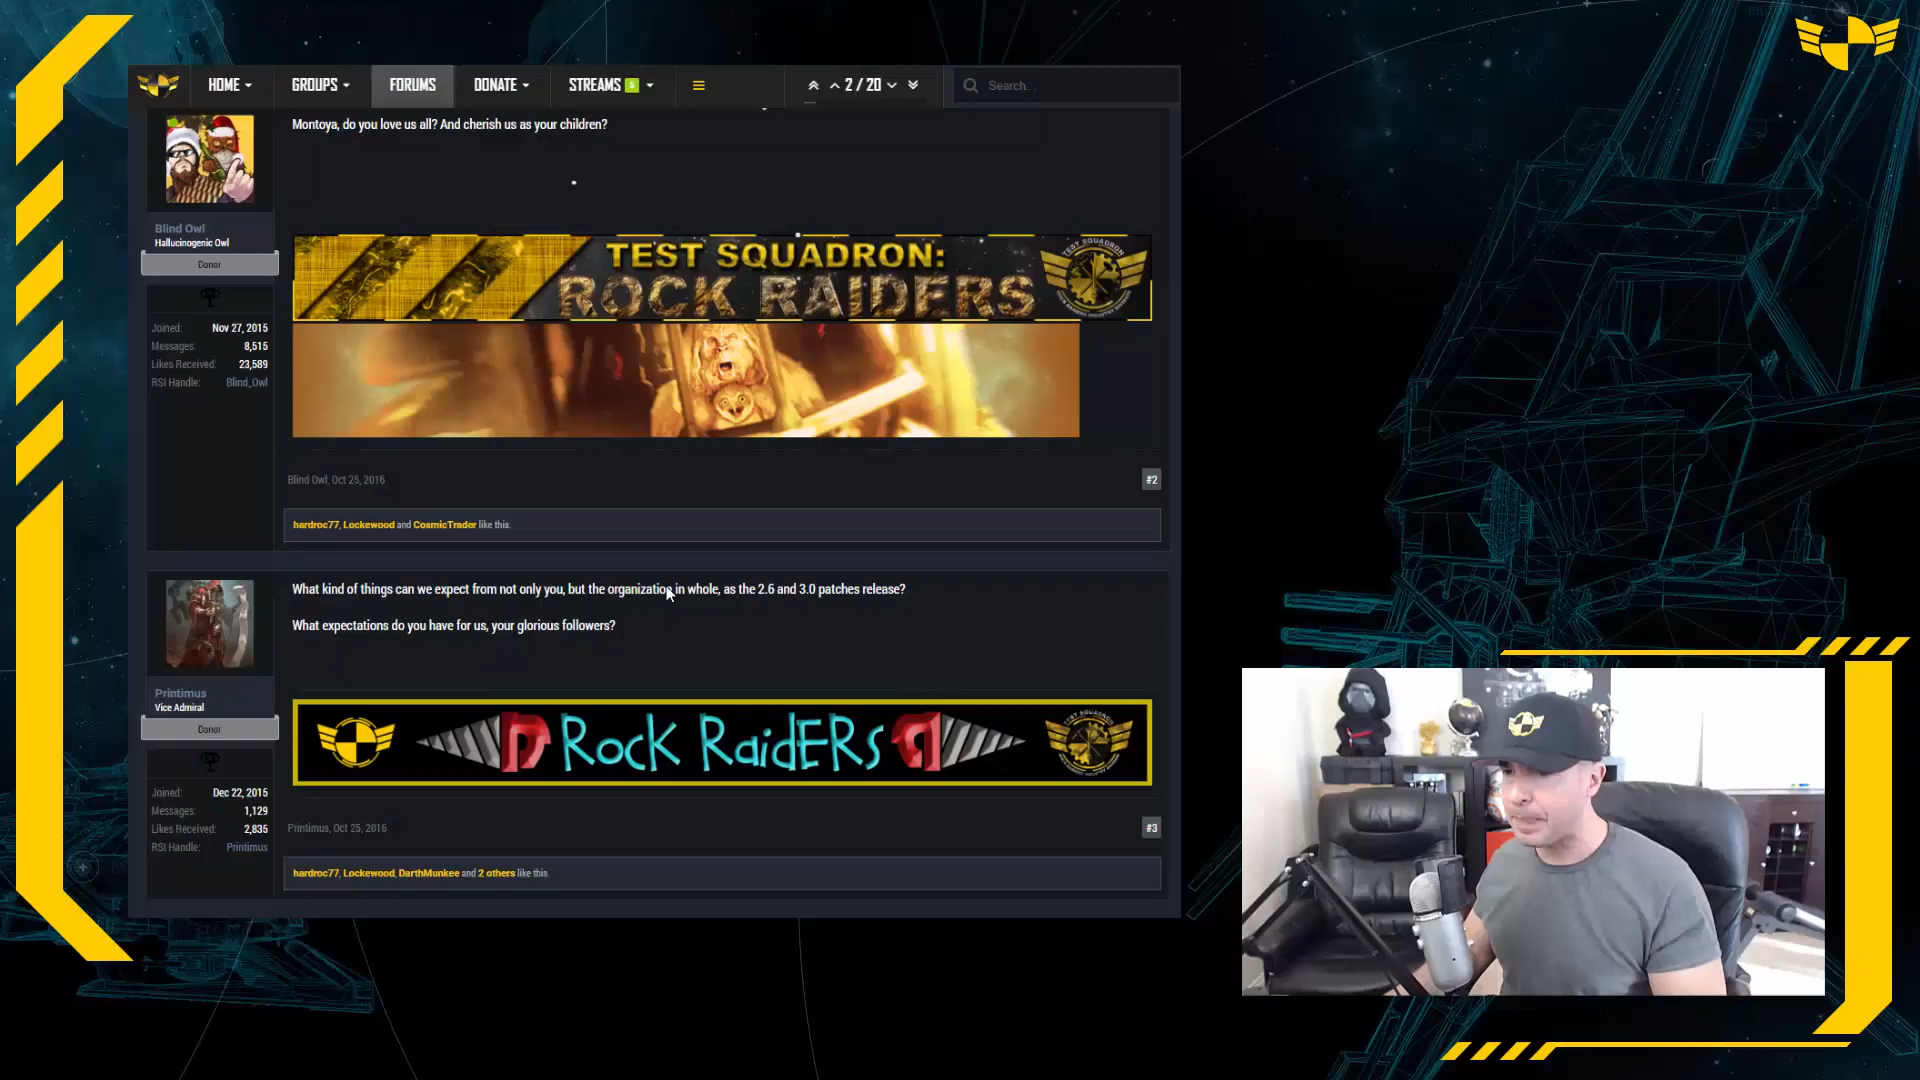 HOME GROUPS FORUMS DONATE STREAMS 5 2 / 20 Search...
Montoya, do you love us all? And cherish us as your children?
Blind Owl
Hallucinogenic Owl
Donor
Joined: Nov 27, 2015
Messages: 8,515
Likes Received: 23,589
RSI Handle: Blind_Owl
TEST SQUADRON:
ROCK RAIDERS
Blind Owl, Oct 25, 2016 #2
hardroc77, Lockewood and CosmicTrader like this.
What kind of things can we expect from not only you, but the organization in whole, as the 2.6 and 3.0 patches release?
What expectations do you have for us, your glorious followers?
Printimus
Vice Admiral
Donor
Joined: Dec 22, 2015
Messages: 1,129
Likes Received: 2,835
RSI Handle: Printimus
RocK RaidERs
Printimus, Oct 25, 2016 #3
hardroc77, Lockewood, DarthMunkee and 2 others like this.